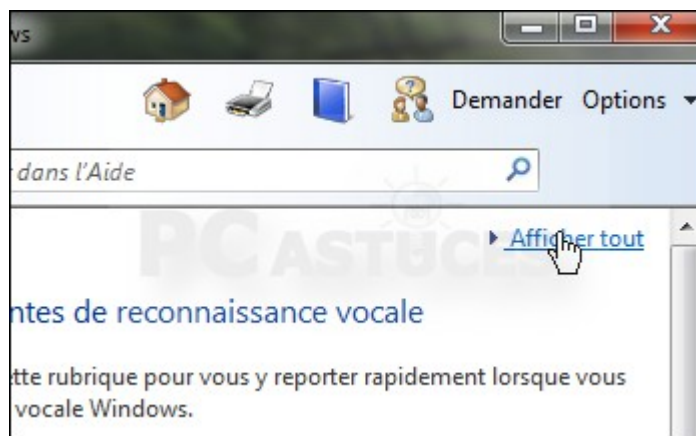 ws
Demander Options
dans l'Aide
PC ASTUCES
Afficher tout
ntes de reconnaissance vocale
ette rubrique pour vous y reporter rapidement lorsque vous
vocale Windows.